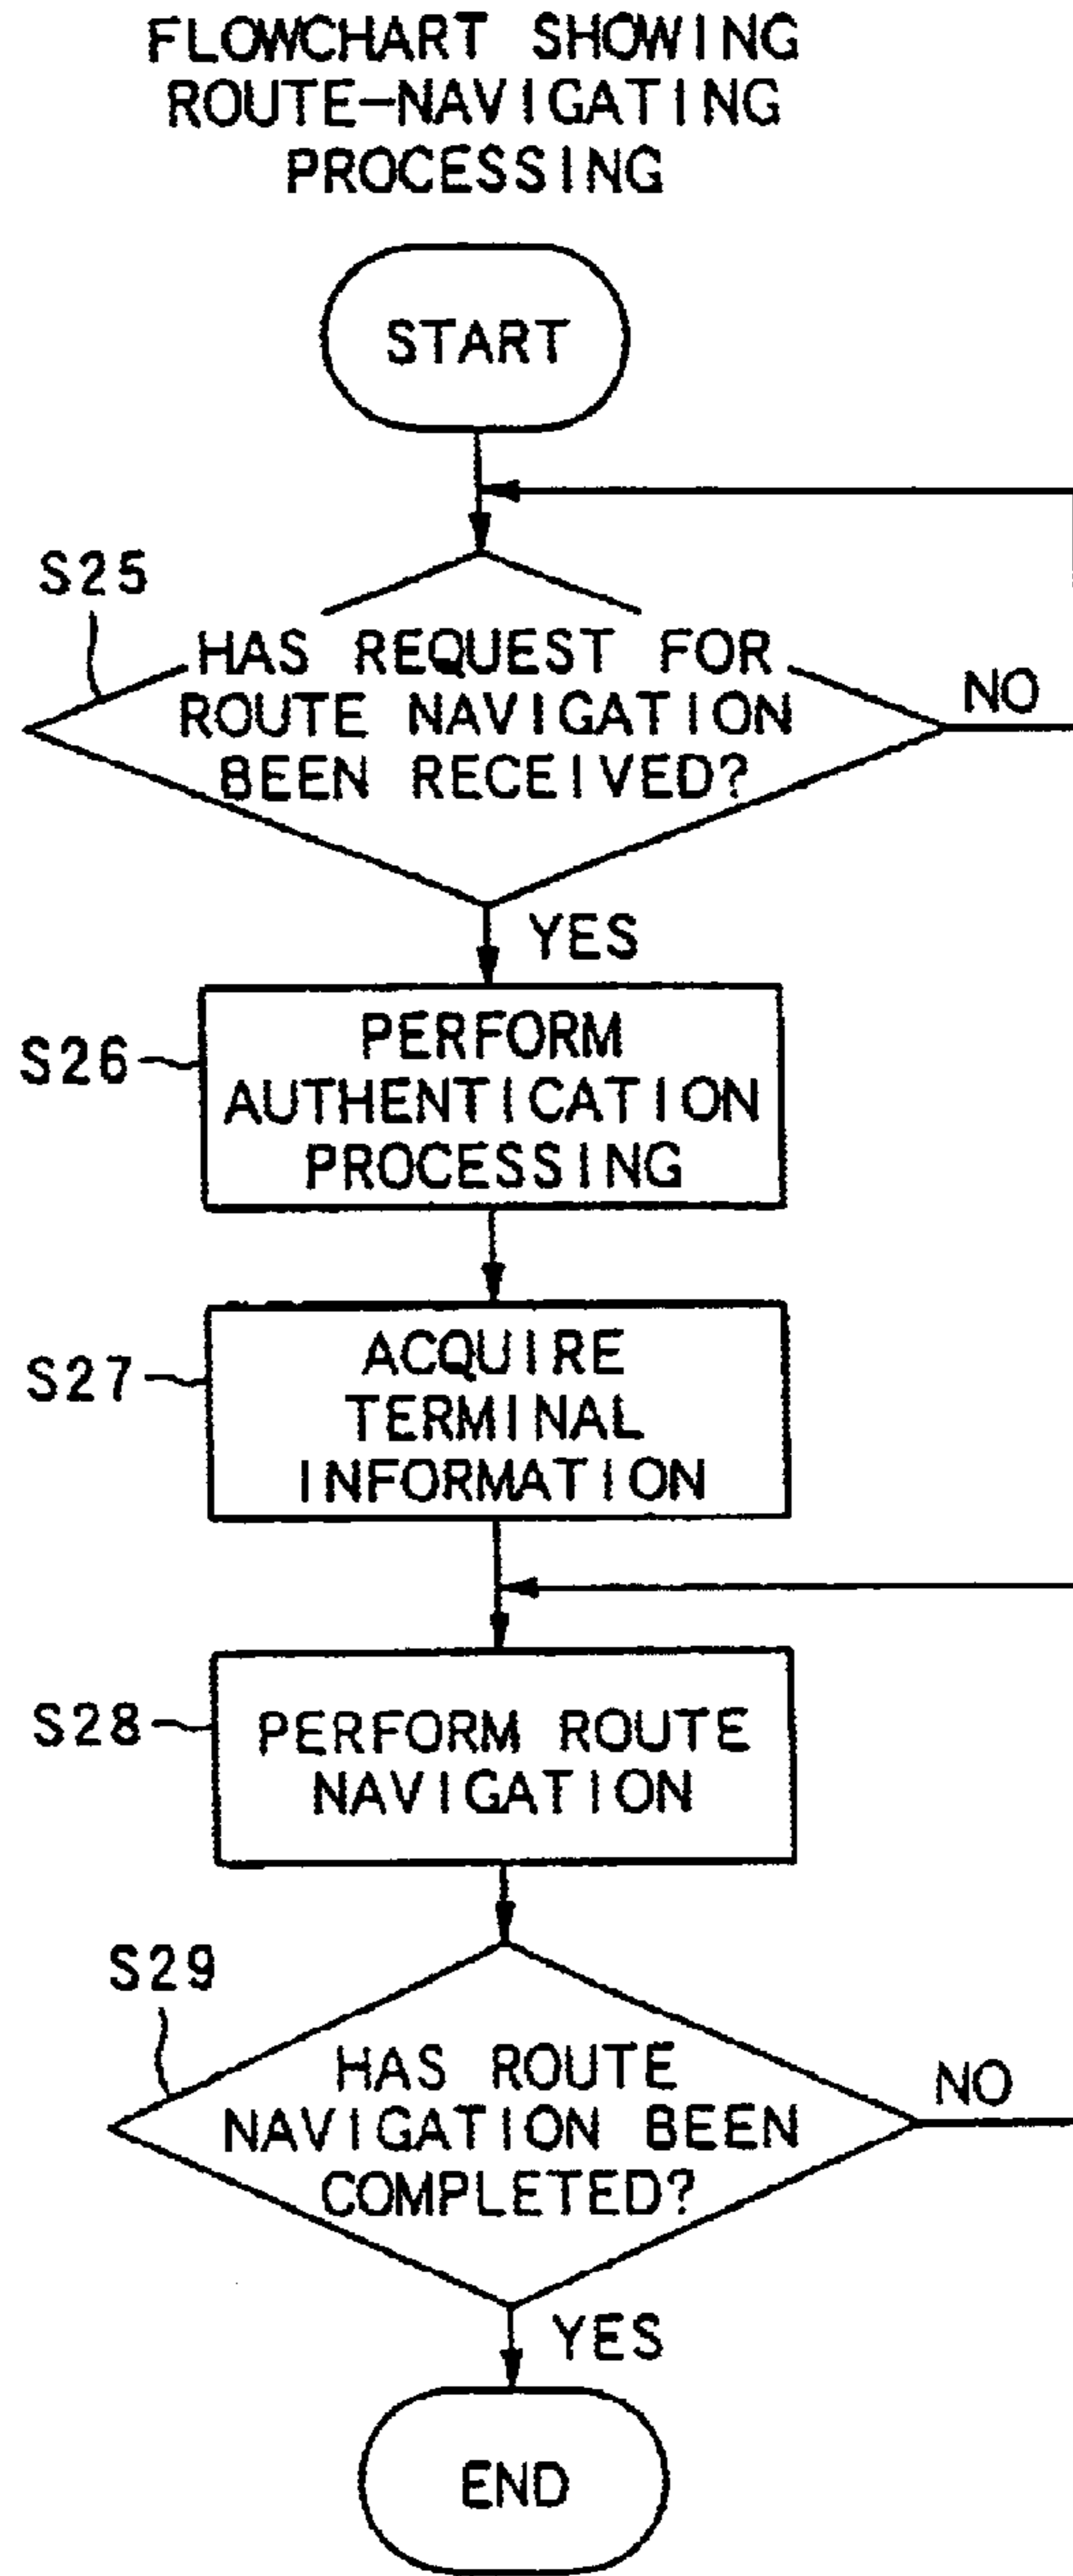 FLOWCHART SHOWING
ROUTE-NAVIGATING
PROCESSING
START
S25
HAS REQUEST FOR
ROUTE NAVIGATION
BEEN RECEIVED?
NO
YES
S26
PERFORM
AUTHENTICATION
PROCESSING
S27
ACQUIRE
TERMINAL
INFORMATION
S28
PERFORM ROUTE
NAVIGATION
S29
HAS ROUTE
NAVIGATION BEEN
COMPLETED?
NO
YES
END